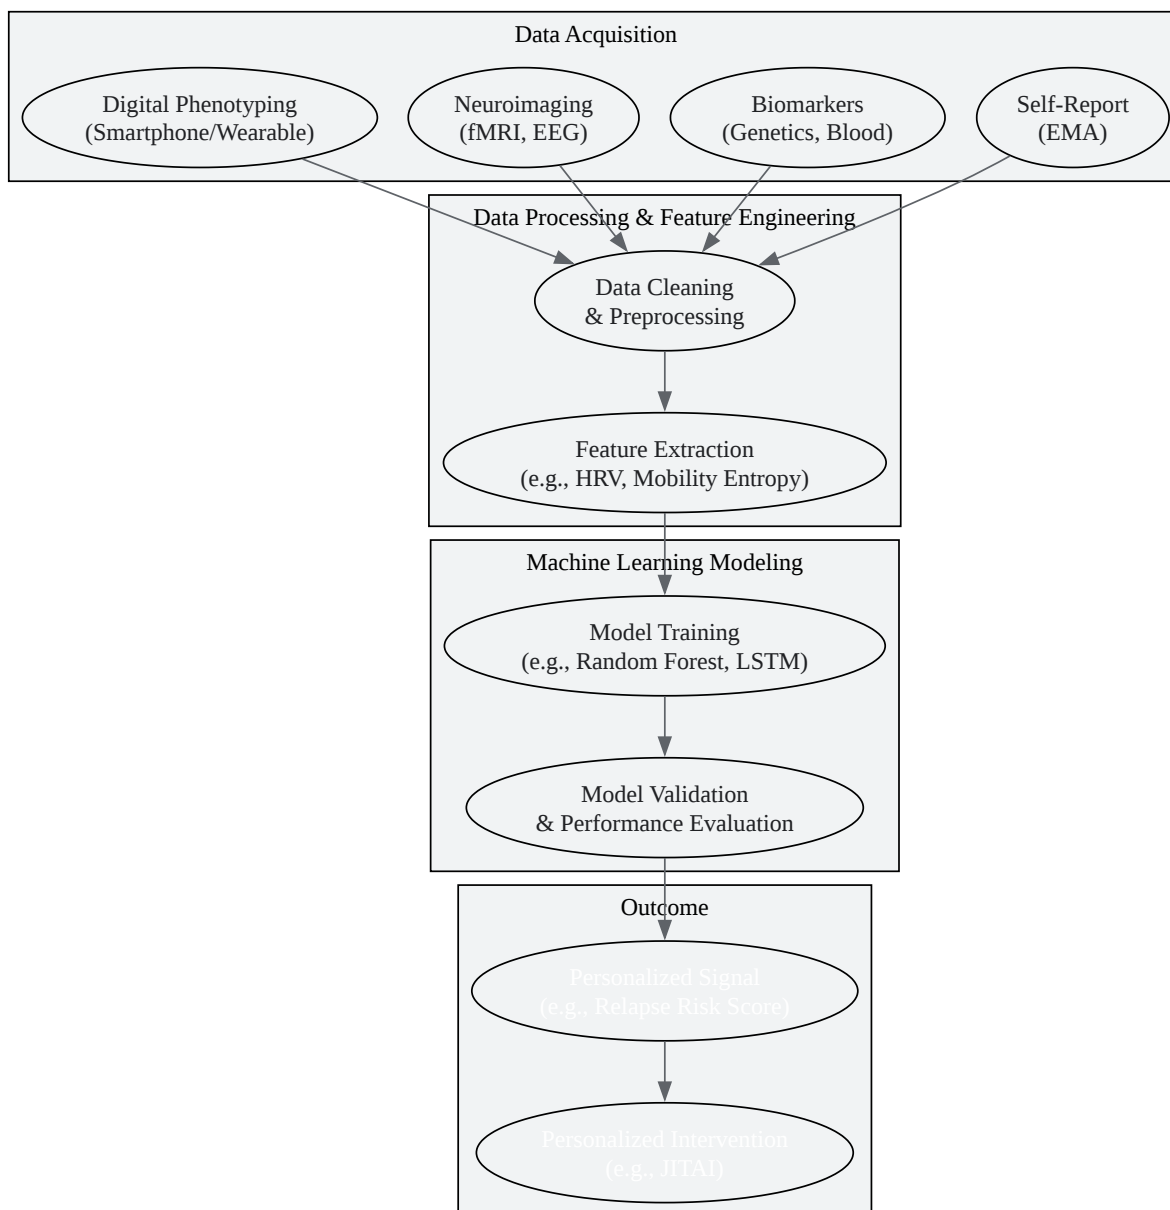 Data Acquisition
Digital Phenotyping
(Smartphone/Wearable)
Neuroimaging
(fMRI, EEG)
Biomarkers
(Genetics, Blood)
Self-Report
(EMA)
Data Processing & Feature Engineering
Data Cleaning
& Preprocessing
Feature Extraction
(e.g., HRV, Mobility Entropy)
Machine Learning Modeling
Model Training
(e.g., Random Forest, LSTM)
Model Validation
& Performance Evaluation
Outcome
Personalized Signal
(e.g., Relapse Risk Score)
Personalized Intervention
(e.g., JITAI)